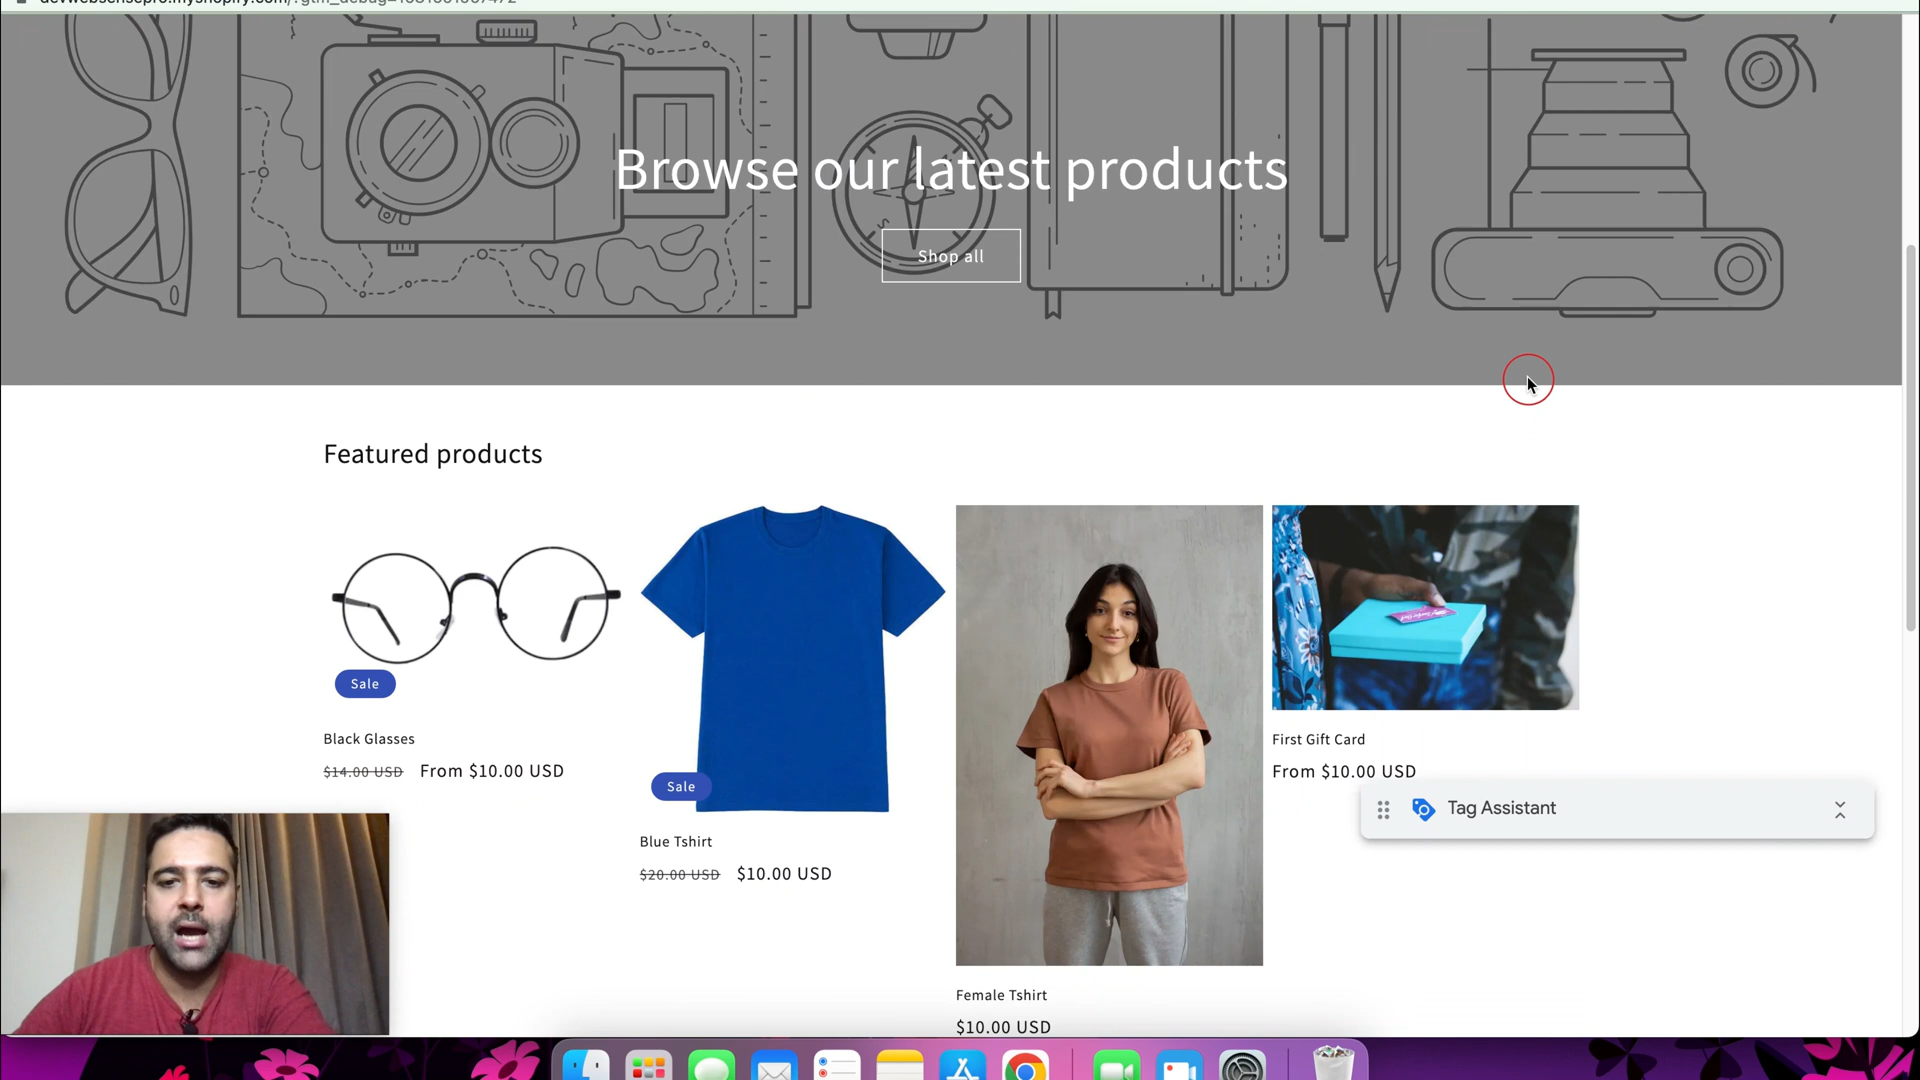 Browse our latest products
Shop all
Featured products
Sale
Black Glasses
$14.00 USD From $10.00 USD
Sale
Blue Tshirt
$20.00 USD $10.00 USD
Female Tshirt
$10.00 USD
First Gift Card
From $10.00 USD
Tag Assistant